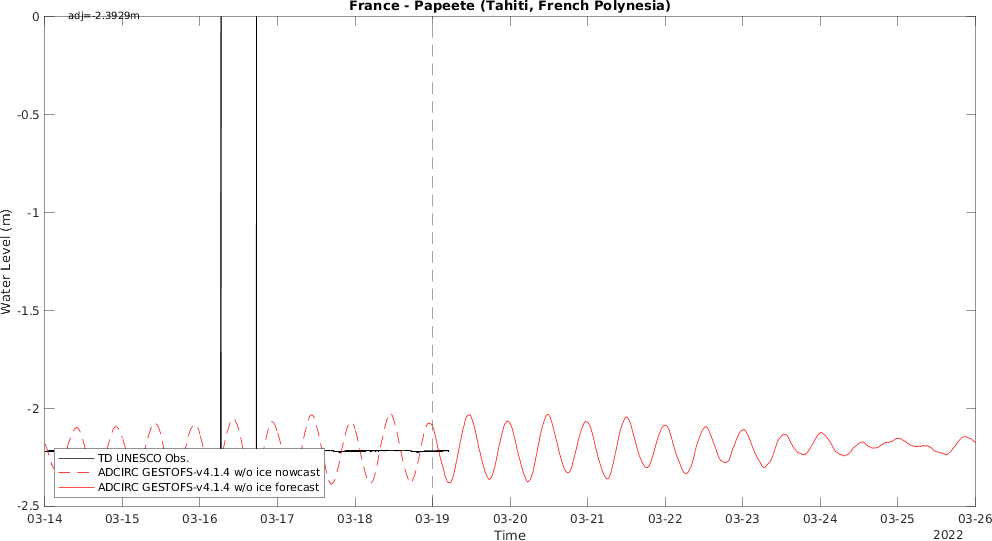 France - Papeete (Tahiti, French Polynesia)
adj=-2.3929m
0
-0.5
-1
-1.5
-2
-2.5
Water Level (m)
TD UNESCO Obs.
ADCIRC GESTOFS-v4.1.4 w/o ice nowcast
ADCIRC GESTOFS-v4.1.4 w/o ice forecast
03-14 03-15 03-16 03-17 03-18 03-19 03-20 03-21 03-22 03-23 03-24 03-25 03-26
Time
2022